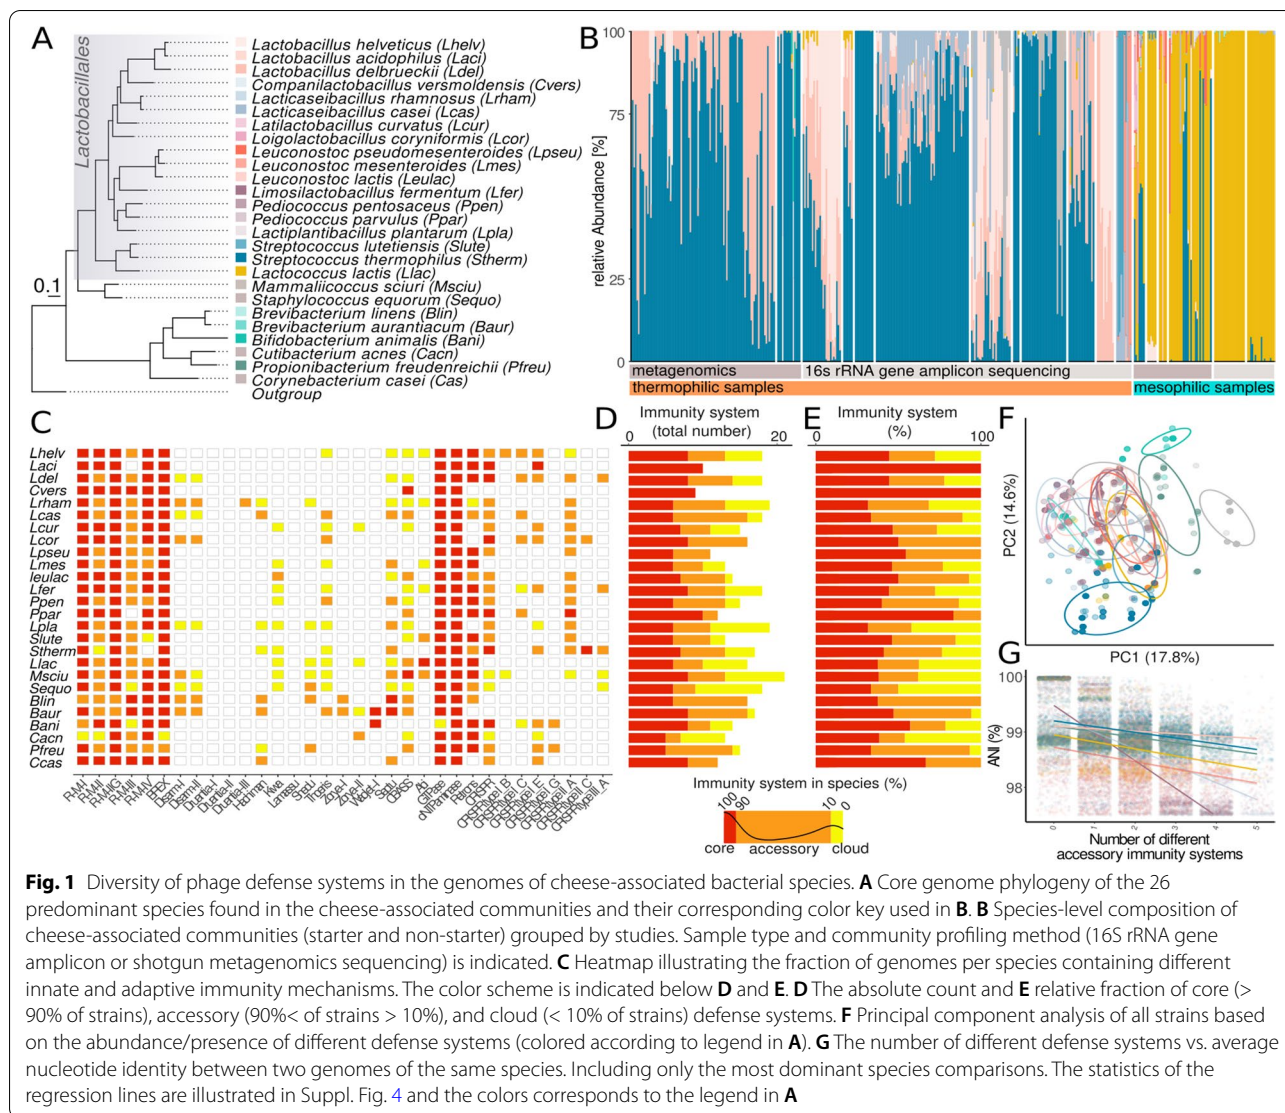 A
Lactobacillales
Lactobacillus helveticus (Lhelv)
Lactobacillus acidophilus (Laci)
Lactobacillus delbrueckii (Ldel)
Companilactobacillus versmoldensis (Cvers)
Lacticaseibacillus rhamnosus (Lrham)
Lacticaseibacillus casei (Lcas)
Latilactobacillus curvatus (Lcur)
Loigolactobacillus coryniformis (Lcor)
Leuconostoc pseudomesenteroides (Lpseu)
Leuconostoc mesenteroides (Lmes)
Leuconostoc lactis (Leulac)
Limosilactobacillus fermentum (Lfer)
Pediococcus pentosaceus (Ppen)
Pediococcus parvulus (Ppar)
Lactiplantibacillus plantarum (Lpla)
Streptococcus lutetiensis (Slute)
Streptococcus thermophilus (Stherm)
Lactococcus lactis (Llac)
Mammaliicoccus sciuri (Msciu)
Staphylococcus equorum (Sequo)
Brevibacterium linens (Blin)
Brevibacterium aurantiacum (Baur)
Bifidobacterium animalis (Bani)
Cutibacterium acnes (Cacn)
Propionibacterium freudenreichii (Pfreu)
Corynebacterium casei (Cas)
Outgroup
0.1
B
relative Abundance [%]
100
75
25
0
metagenomics
16s rRNA gene amplicon sequencing
thermophilic samples
mesophilic samples
C
Lhelv
Laci
Ldel
Cvers
Lrham
Lcas
Lcur
Lcor
Lpseu
Lmes
leulac
Lfer
Ppen
Ppar
Lpla
Slute
Stherm
Llac
Msciu
Sequo
Blin
Baur
Bani
Cacn
Pfreu
Ccas
D
Immunity system
(total number)
0
20
E
Immunity system
(%)
0
100
Immunity system in species (%)
100
90
10
0
core
accessory
cloud
F
PC2 (14.6%)
PC1 (17.8%)
G
ANI (%)
100
99
98
0
1
2
3
4
5
Number of different
accessory immunity systems
Fig. 1 Diversity of phage defense systems in the genomes of cheese-associated bacterial species. A Core genome phylogeny of the 26
predominant species found in the cheese-associated communities and their corresponding color key used in B. B Species-level composition of
cheese-associated communities (starter and non-starter) grouped by studies. Sample type and community profiling method (16S rRNA gene
amplicon or shotgun metagenomics sequencing) is indicated. C Heatmap illustrating the fraction of genomes per species containing different
innate and adaptive immunity mechanisms. The color scheme is indicated below D and E. D The absolute count and E relative fraction of core (>
90% of strains), accessory (90%< of strains > 10%), and cloud (< 10% of strains) defense systems. F Principal component analysis of all strains based
on the abundance/presence of different defense systems (colored according to legend in A). G The number of different defense systems vs. average
nucleotide identity between two genomes of the same species. Including only the most dominant species comparisons. The statistics of the
regression lines are illustrated in Suppl. Fig. 4 and the colors corresponds to the legend in A